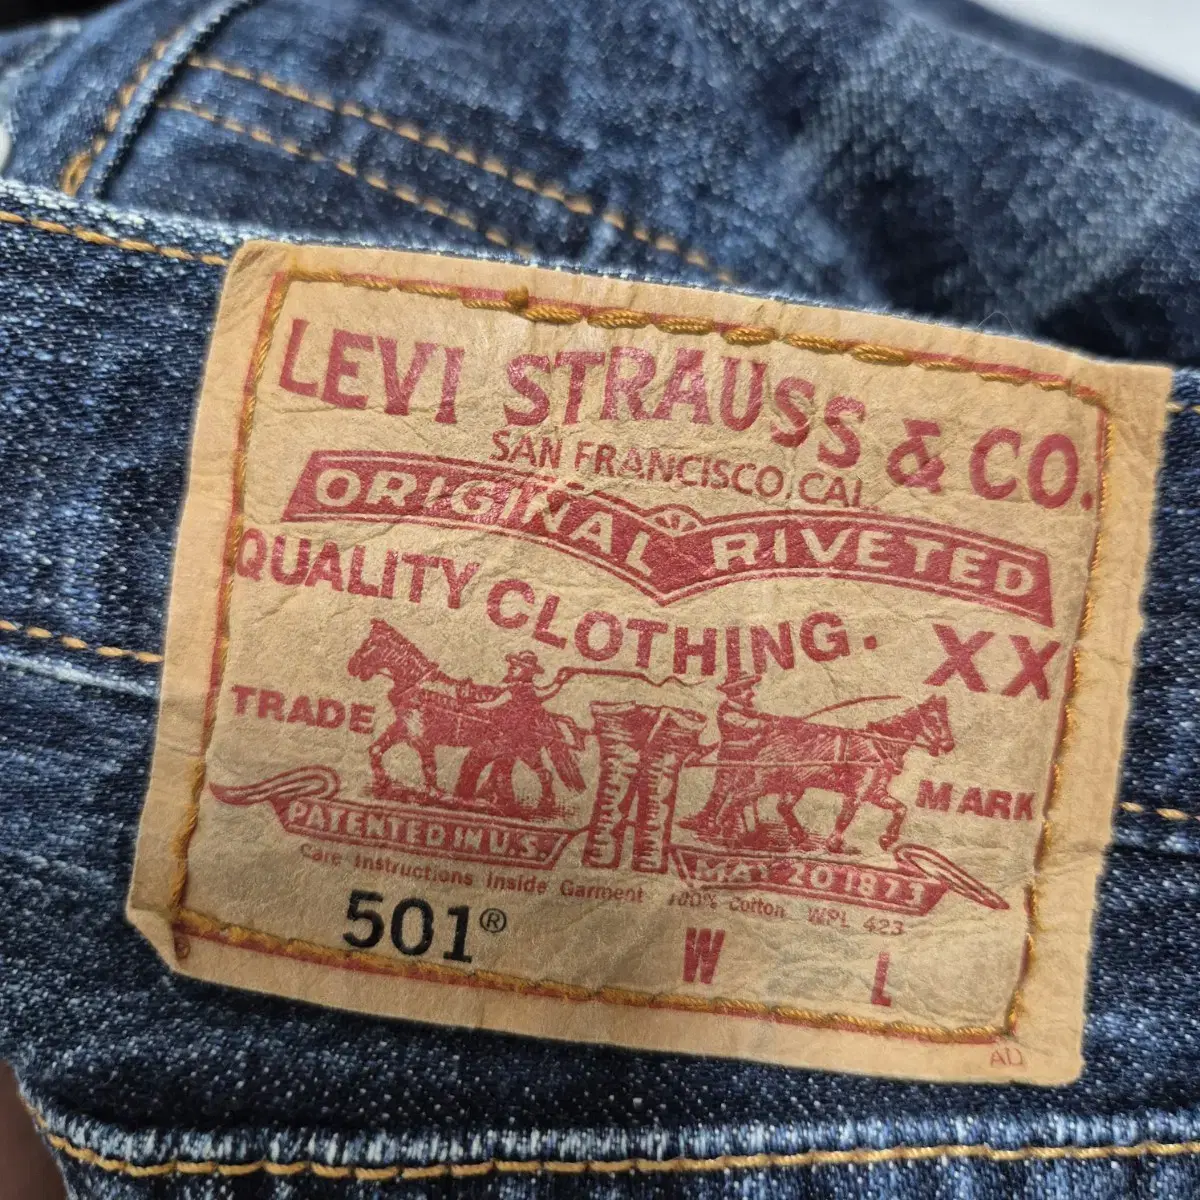 LEVI STRAUSS & CO.
SAN FRANCISCO, CAL.
ORIGINAL RIVETED
QUALITY CLOTHING. XX
TRADE MARK
PATENTED IN U.S. MAY 20 1873
Care Instructions Inside Garment 100% Cotton WPL 423
501® W L